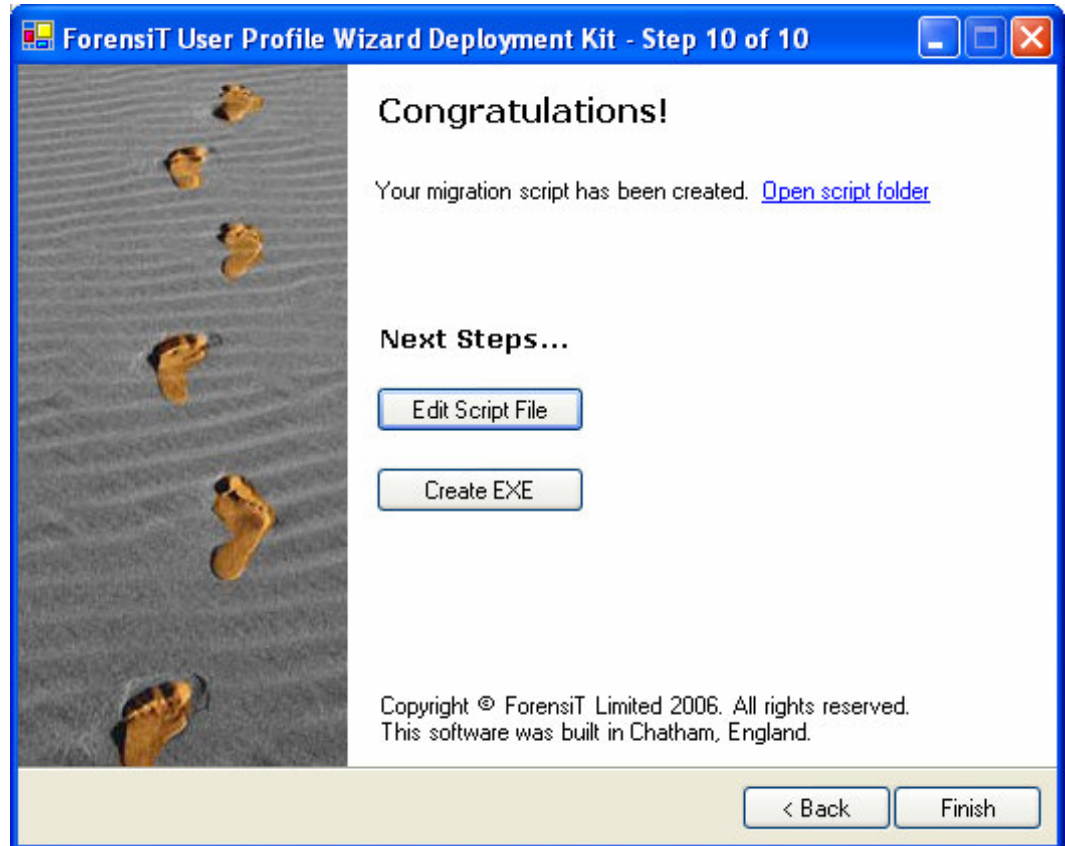 ForensiT User Profile Wizard Deployment Kit - Step 10 of 10
Congratulations!
Your migration script has been created. Open script folder
Next Steps...
Edit Script File
Create EXE
Copyright © ForensiT Limited 2006. All rights reserved.
This software was built in Chatham, England.
< Back
Finish